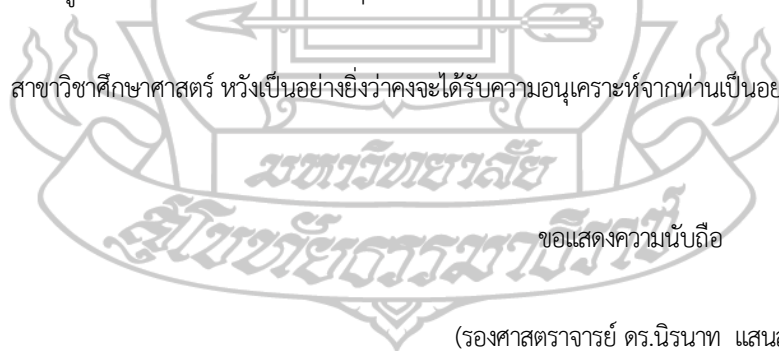 สาขาวิชาศึกษาศาสตร์ หวังเป็นอย่างยิ่งว่าคงจะได้รับความอนุเคราะห์จากท่านเป็นอย
มหาวิทยาลัย
ขอแสดงความนับถือ
สุโขทัยธรรมาธิราช
(รองศาสตราจารย์ ดร.นิรนาท